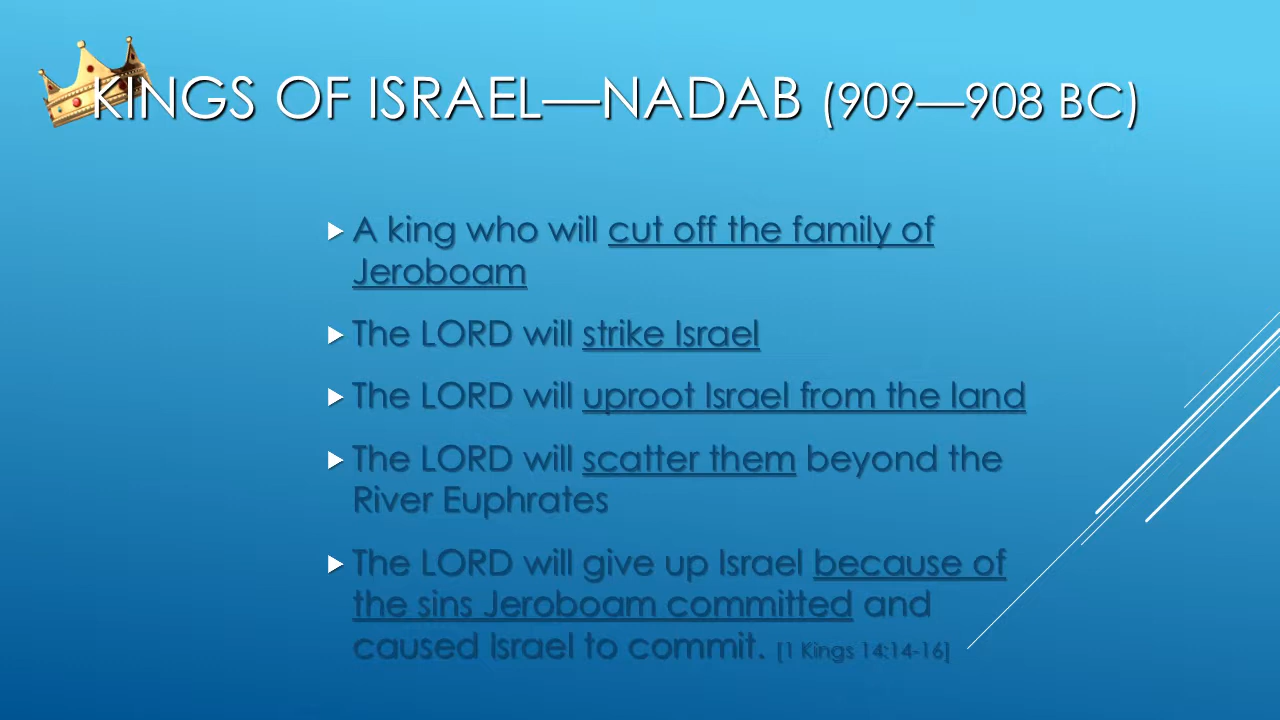 KINGS OF ISRAEL—NADAB (909—908 BC)
A king who will cut off the family of
Jeroboam
The LORD will strike Israel
The LORD will uproot Israel from the land
The LORD will scatter them beyond the
River Euphrates
The LORD will give up Israel because of
the sins Jeroboam committed and
caused Israel to commit. [1 Kings 14:14-16]